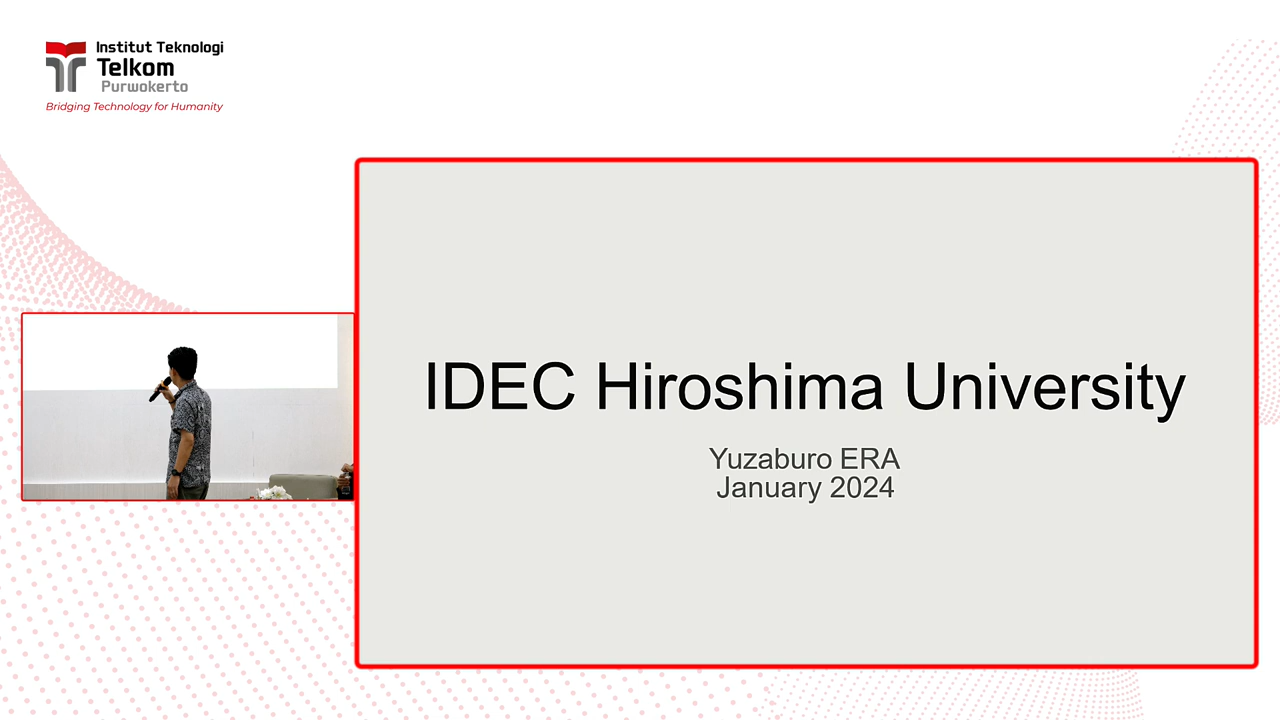 Institut Teknologi
Telkom
Purwokerto
Bridging Technology for Humanity
IDEC Hiroshima University
Yuzaburo ERA
January 2024